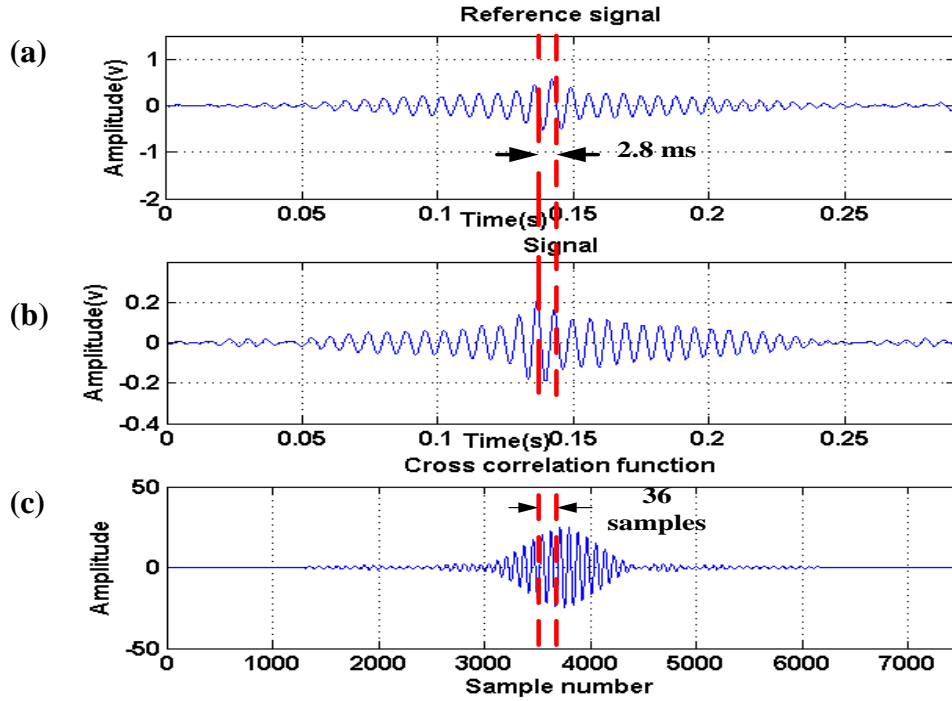 Reference signal
(a)
Amplitude(v)
1
0
-1
-2
2.8 ms
0 0.05 0.1 0.15 0.2 0.25
Time(s)
Signal
(b)
Amplitude(v)
0.2
0
-0.2
-0.4
0 0.05 0.1 0.15 0.2 0.25
Time(s)
Cross correlation function
(c)
Amplitude
50
0
-50
36
samples
0 1000 2000 3000 4000 5000 6000 7000
Sample number